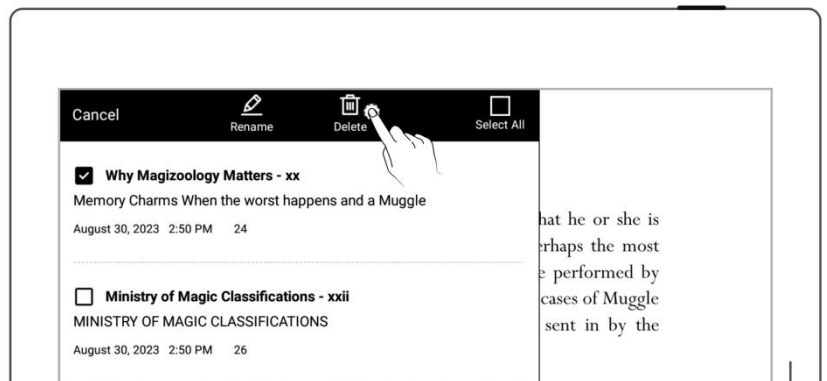 Cancel
Rename
Delete
Select All
Why Magizoology Matters - xx
Memory Charms When the worst happens and a Muggle
August 30, 2023 2:50 PM 24
Ministry of Magic Classifications - xxii
MINISTRY OF MAGIC CLASSIFICATIONS
August 30, 2023 2:50 PM 26
he or she is
the most
performed by
cases of Muggle
sent in by the